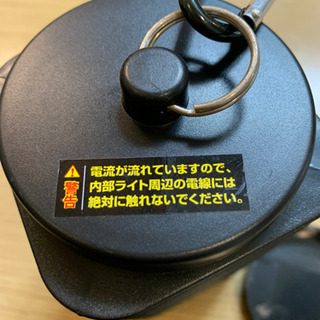 警告
電流が流れていますので、
内部ライト周辺の電線には
絶対に触れないでください。